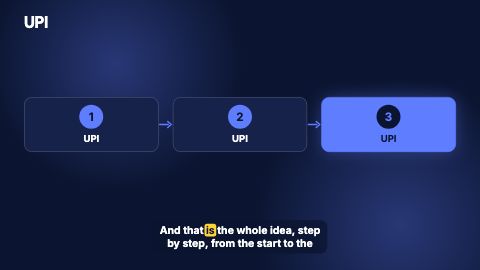 UPI
1
UPI
2
UPI
3
UPI
And that is the whole idea, step
by step, from the start to the